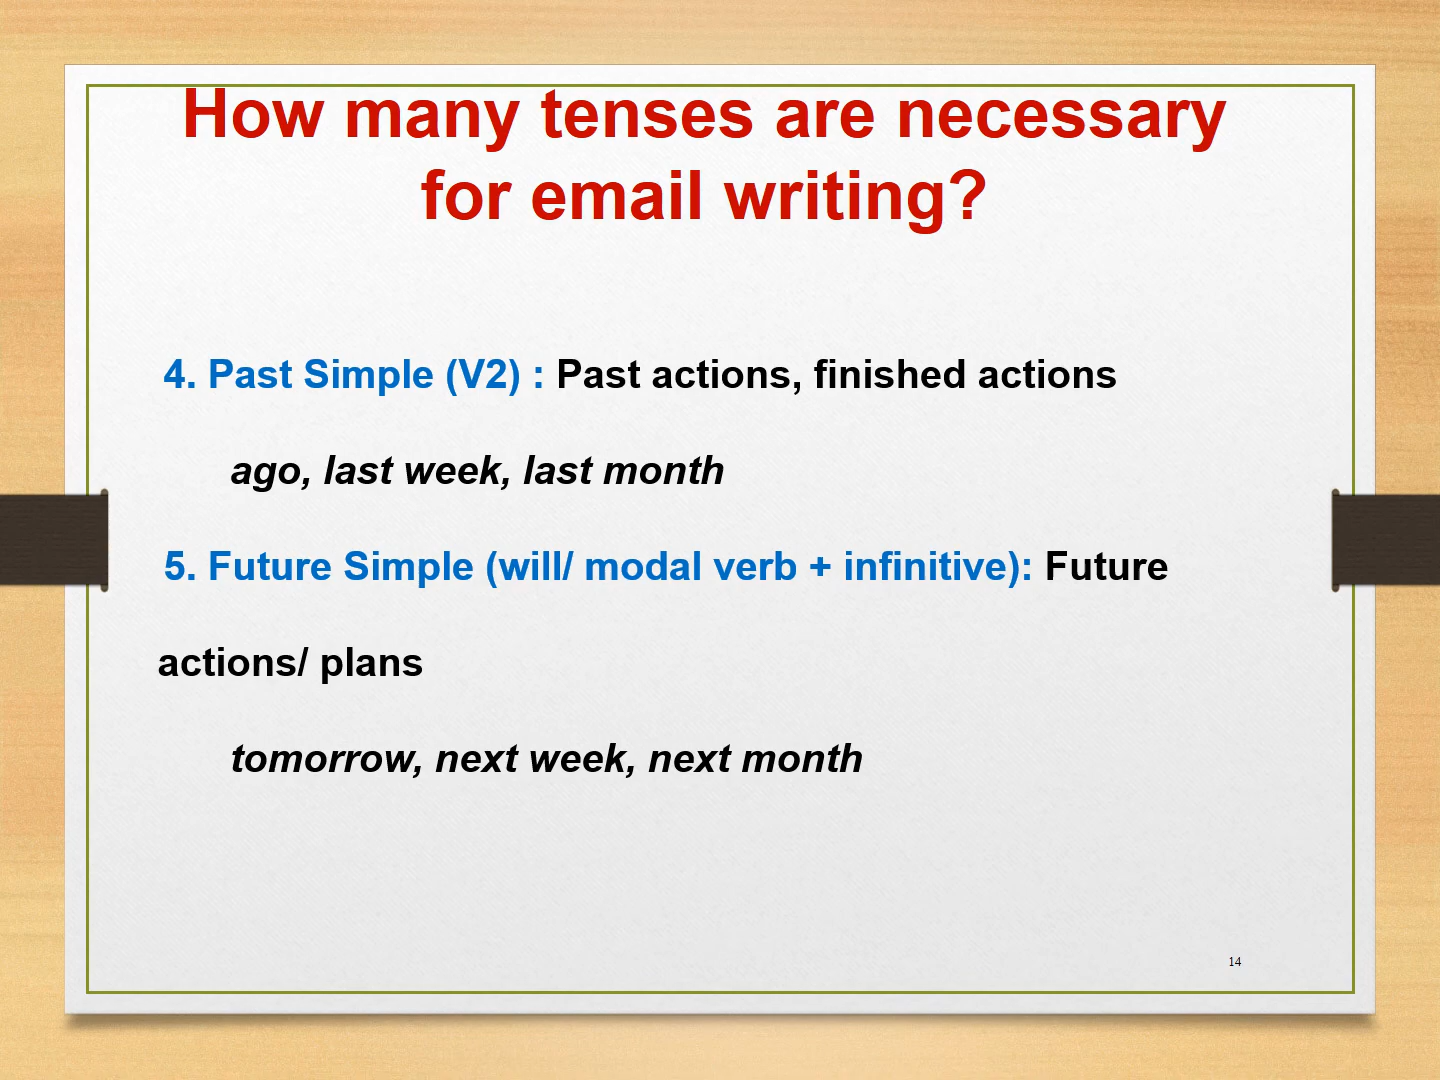 How many tenses are necessary
for email writing?
4. Past Simple (V2) : Past actions, finished actions
ago, last week, last month
5. Future Simple (will/ modal verb + infinitive): Future
actions/ plans
tomorrow, next week, next month
14